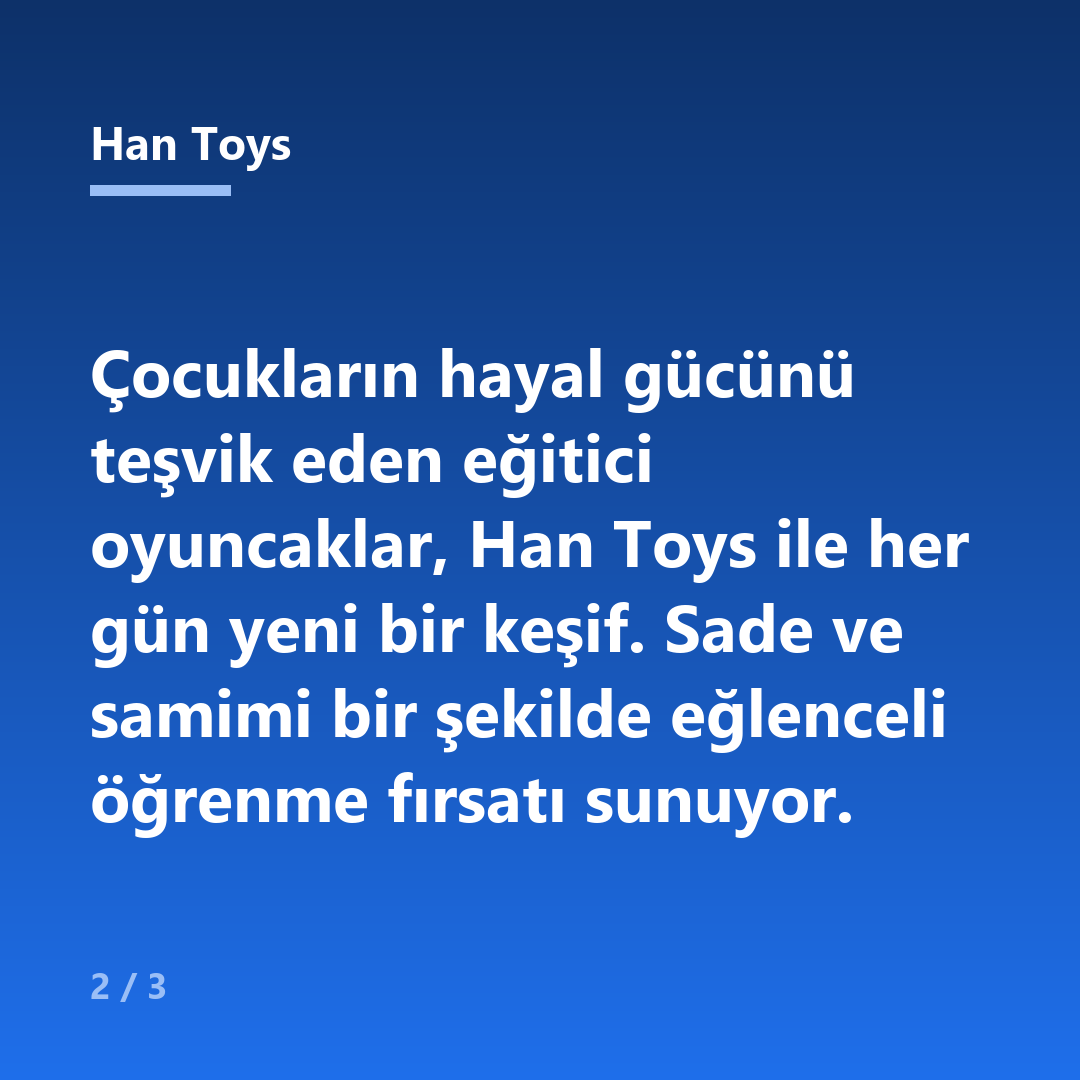 Han Toys
Çocukların hayal gücünü
teşvik eden eğitici
oyuncaklar, Han Toys ile her
gün yeni bir keşif. Sade ve
samimi bir şekilde eğlenceli
öğrenme fırsatı sunuyor.
2 / 3